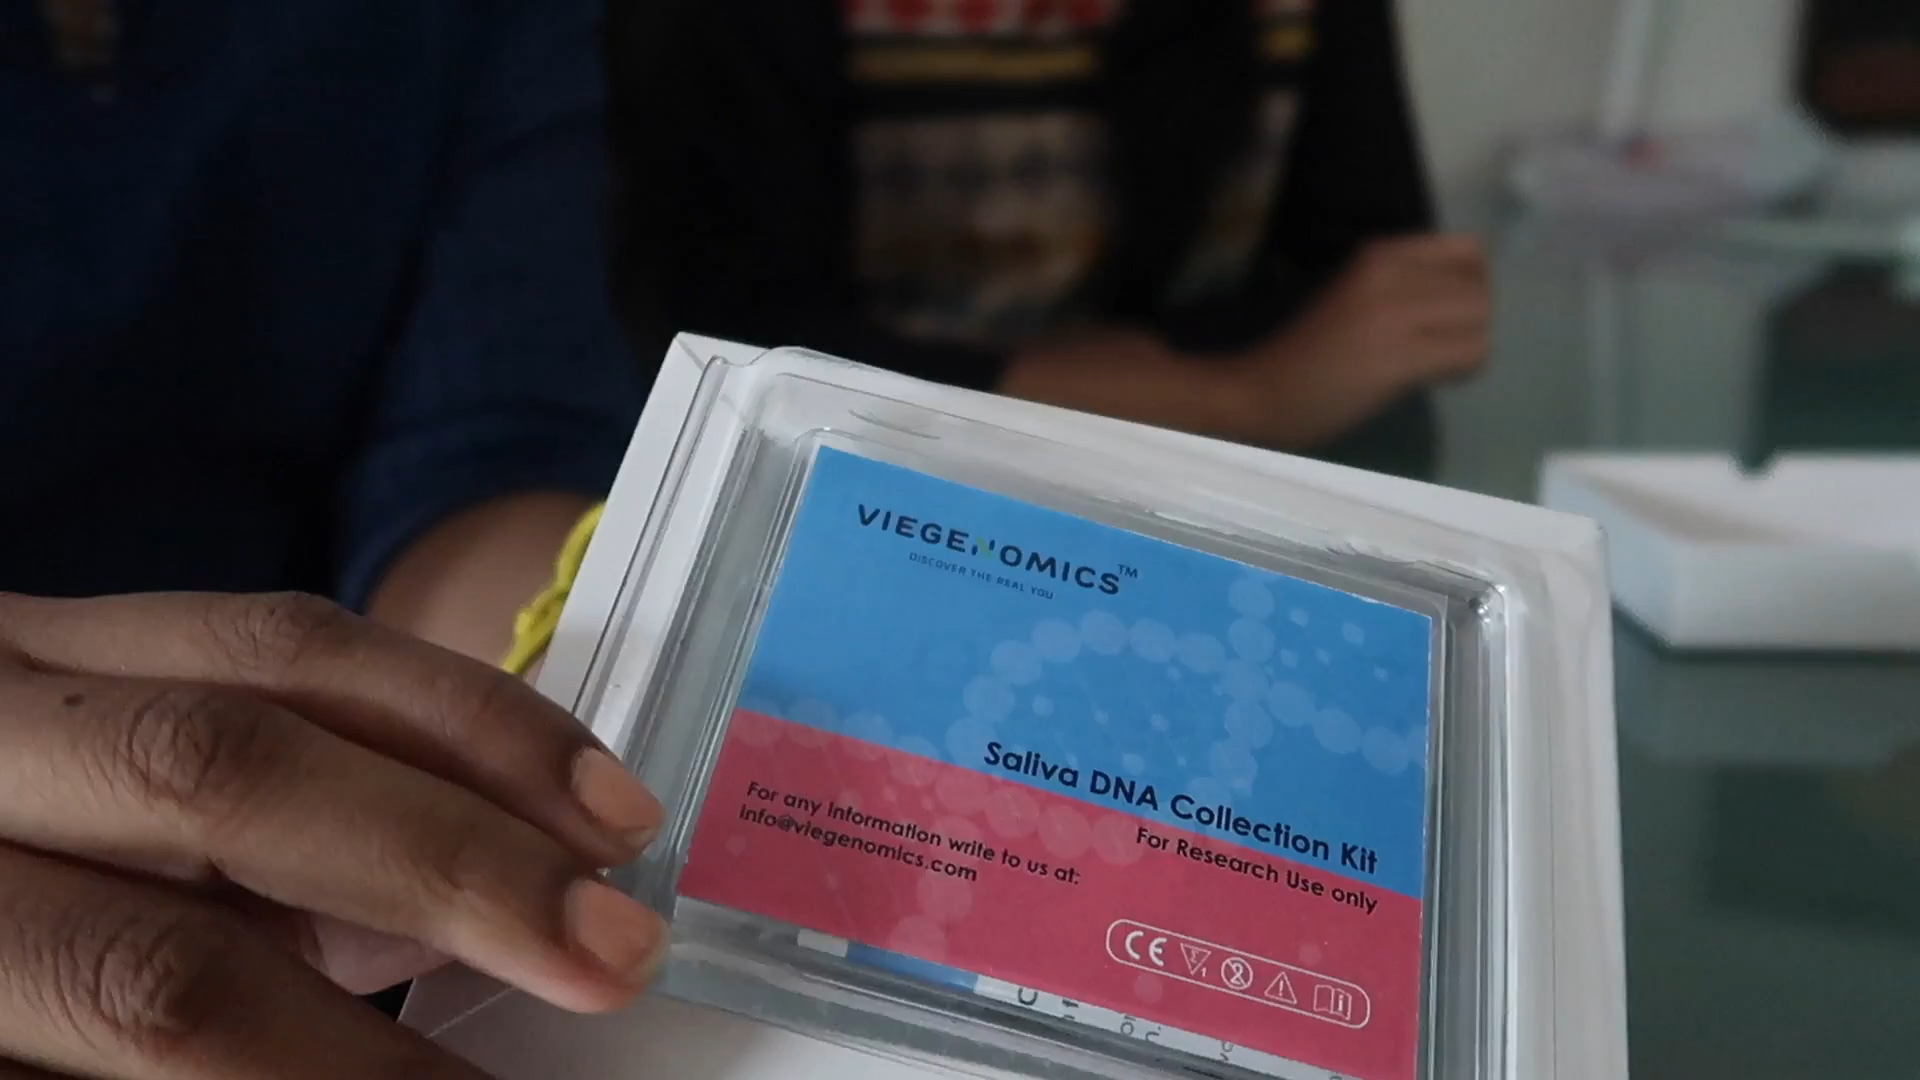 VIEGENOMICS™
DISCOVER THE REAL YOU
Saliva DNA Collection Kit
For Research Use only
For any information write to us at:
info@viegenomics.com
CE